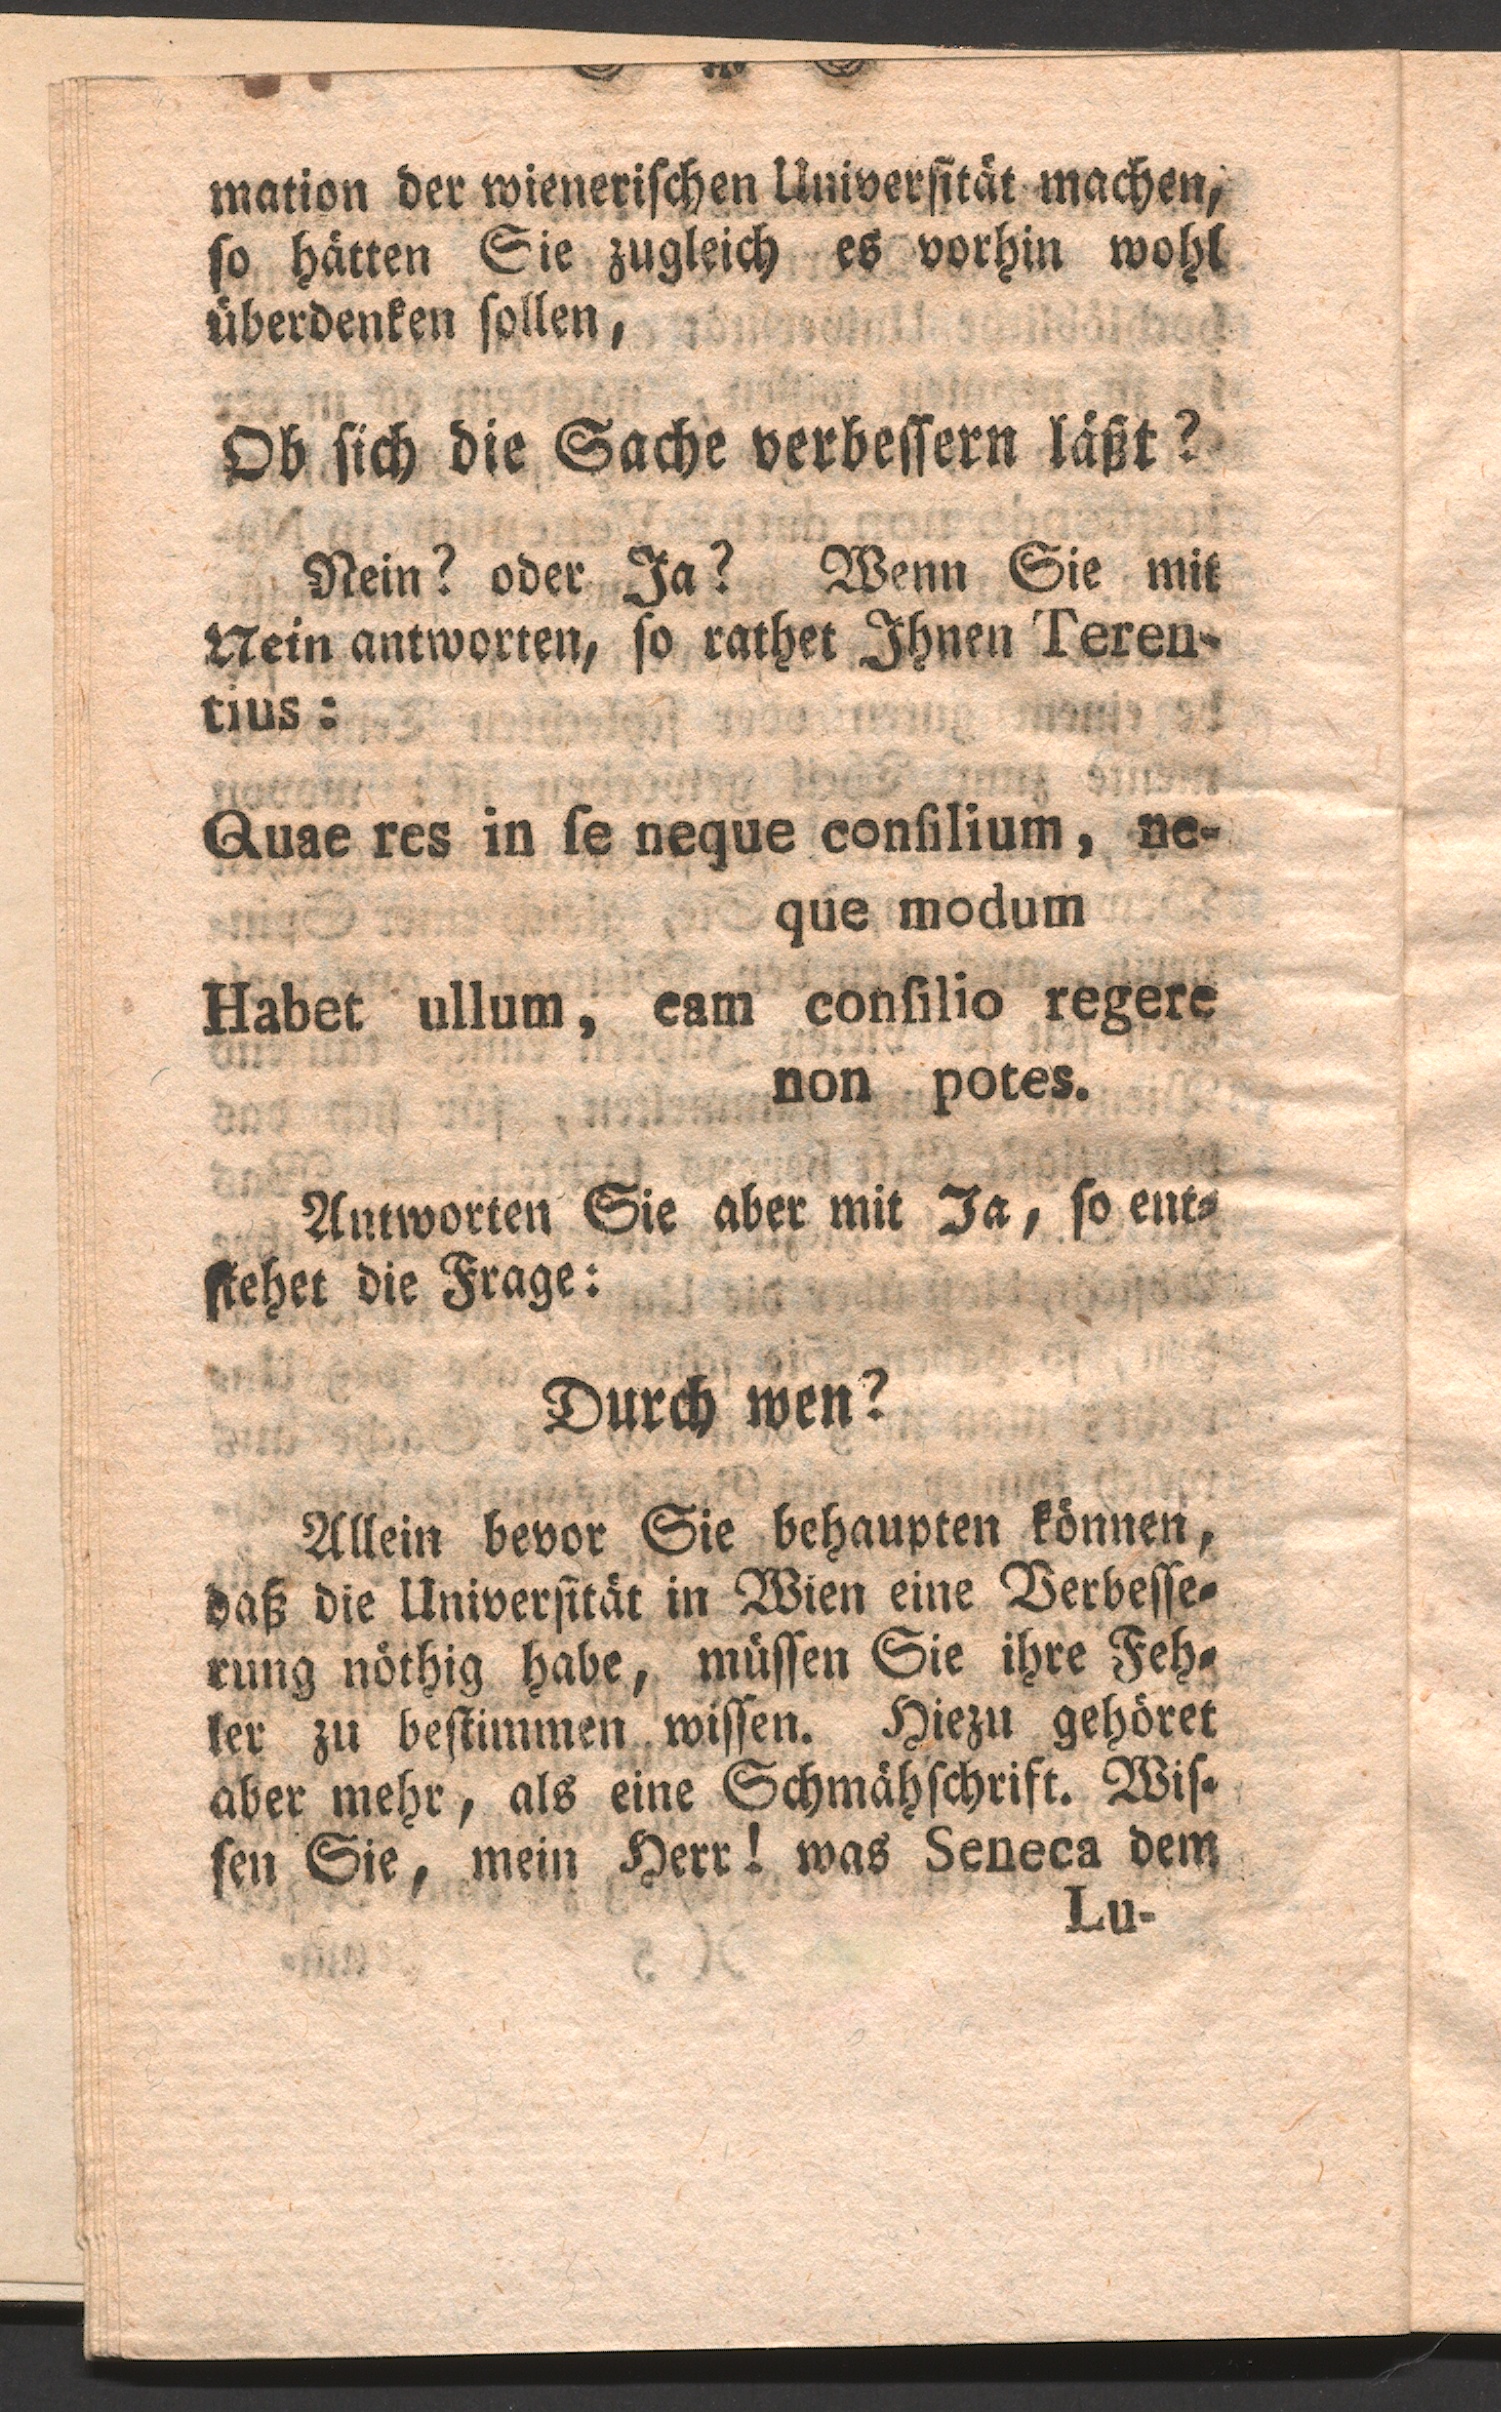 mation der wieneriſchen Univerſität machen,
ſo hätten Sie zugleich es vorhin wohl
überdenken ſollen,
Ob ſich die Sache verbeſſern läßt?
Nein? oder Ja? Wenn Sie mit
Nein antworten, ſo rathet Ihnen Teren-
tius:
Quae res in ſe neque conſilium, ne-
que modum
Habet ullum, eam conſilio regere
non potes.
Antworten Sie aber mit Ja, ſo ent-
ſtehet die Frage:
Durch wen?
Allein bevor Sie behaupten können,
daß die Univerſität in Wien eine Verbeſſe-
rung nöthig habe, müſſen Sie ihre Feh-
ler zu beſtimmen wiſſen. Hiezu gehöret
aber mehr, als eine Schmähſchrift. Wiſ-
ſen Sie, mein Herr! was Seneca dem
Lu-